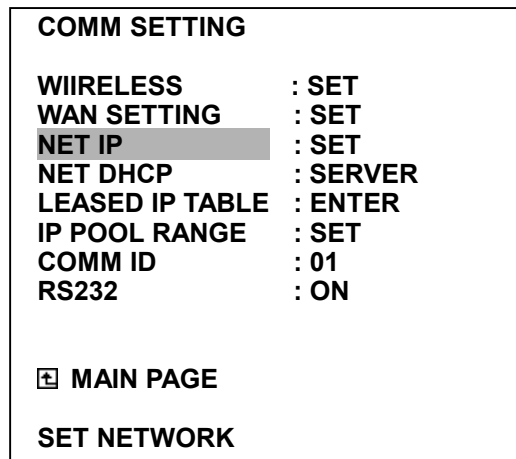 COMM SETTING
WIIRELESS : SET
WAN SETTING : SET
NET IP : SET
NET DHCP : SERVER
LEASED IP TABLE : ENTER
IP POOL RANGE : SET
COMM ID : 01
RS232 : ON
MAIN PAGE
SET NETWORK